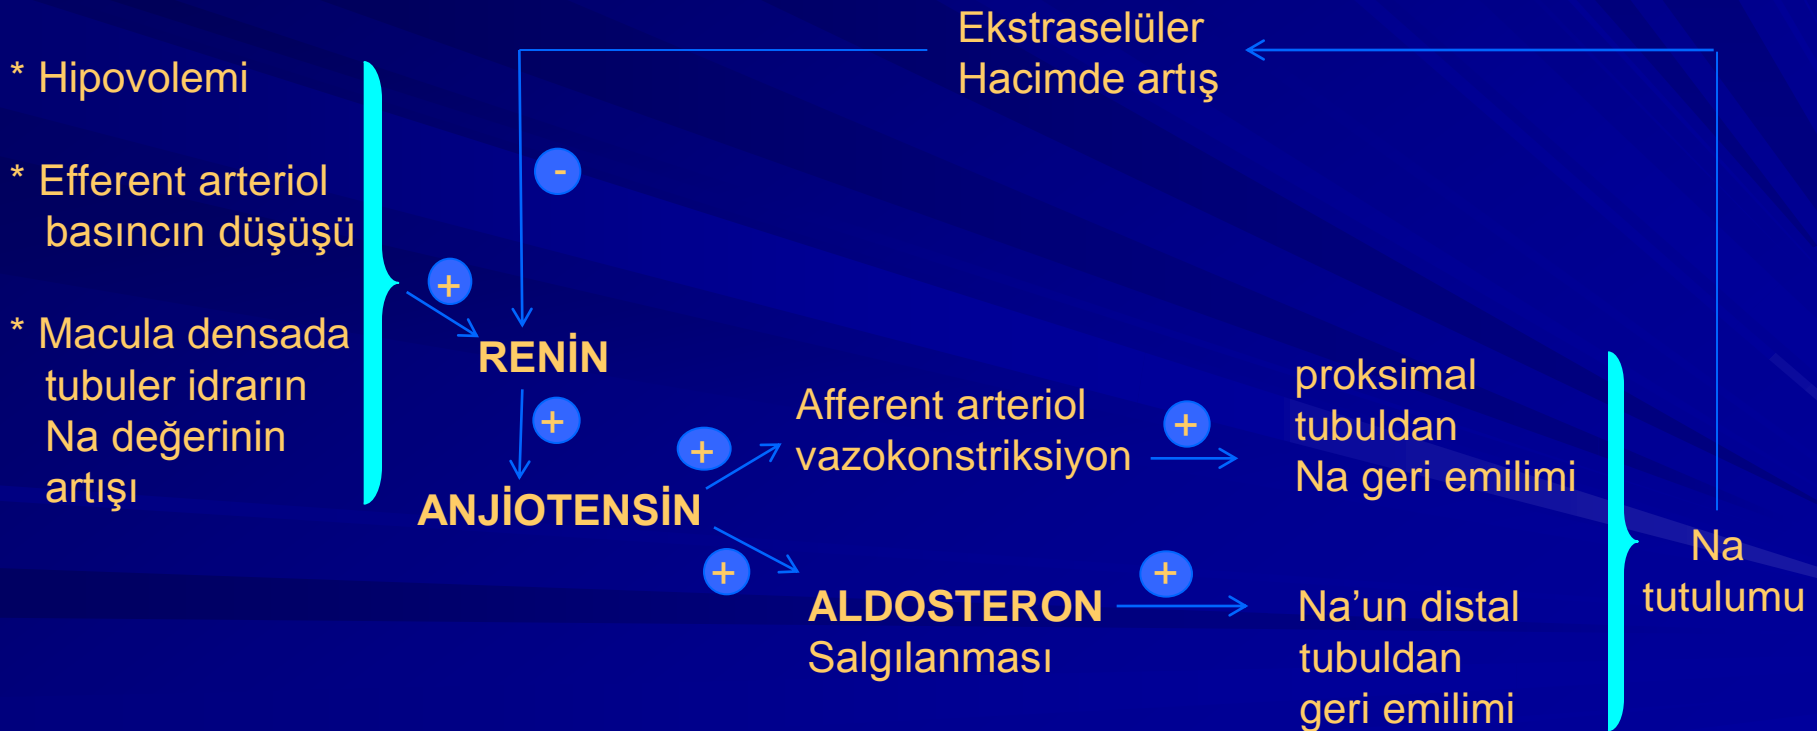 * Hipovolemi
* Efferent arteriol
basıncın düşüşü
* Macula densada
tubuler idrarın
Na değerinin
artışı
+
Ekstraselüler
Hacimde artış
-
RENİN
+
ANJİOTENSİN
+
Afferent arteriol
vazokonstriksiyon
+
proksimal
tubuldan
Na geri emilimi
+
ALDOSTERON
Salgılanması
+
Na’un distal
tubuldan
geri emilimi
Na
tutulumu